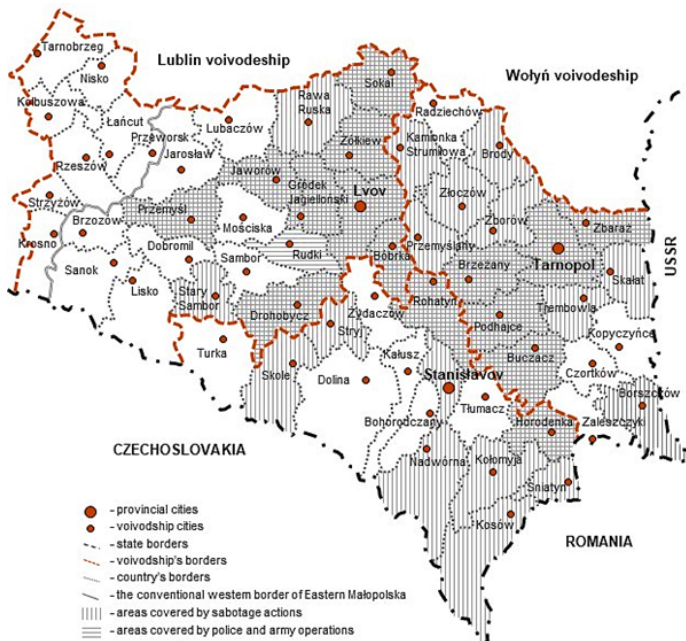 Tarnobrzeg
Lublin voivodeship
Nisko
Sokal
Wołyń voivodeship
Rawa
Ruska
Kolbuszowa
Radziechów
Łańcut
Lubaczów
Kamionka
Strumiłowa
Przeworsk
Żółkiew
Brody
Rzeszów
Jarosław
Jaworów
Gródek
Jagielloński
Złoczów
Lvov
Strzyżów
Przemyśl
Mościska
Zborów
Zbaraż
Brzozów
Krosno
Dobromil
Rudki
Bóbrka
Przemyślany
Tarnopol
USSR
Sanok
Sambor
Brzeżany
Skałat
Lisko
Stary
Sambor
Rohatyn
Trembowla
Drohobycz
Żydaczów
Podhajce
Stryj
Kopyczyńce
Turka
Kałusz
Buczacz
Skole
Stanisławov
Czortków
Dolina
Borszczów
Tłumacz
Bohorodczany
Zaleszczyki
Horodenka
CZECHOSLOVAKIA
Nadwórna
Kołomyja
Śniatyn
Kosów
ROMANIA
- provincial cities
- voivodship cities
- state borders
- voivodship's borders
- country's borders
- the conventional western border of Eastern Małopolska
- areas covered by sabotage actions
- areas covered by police and army operations